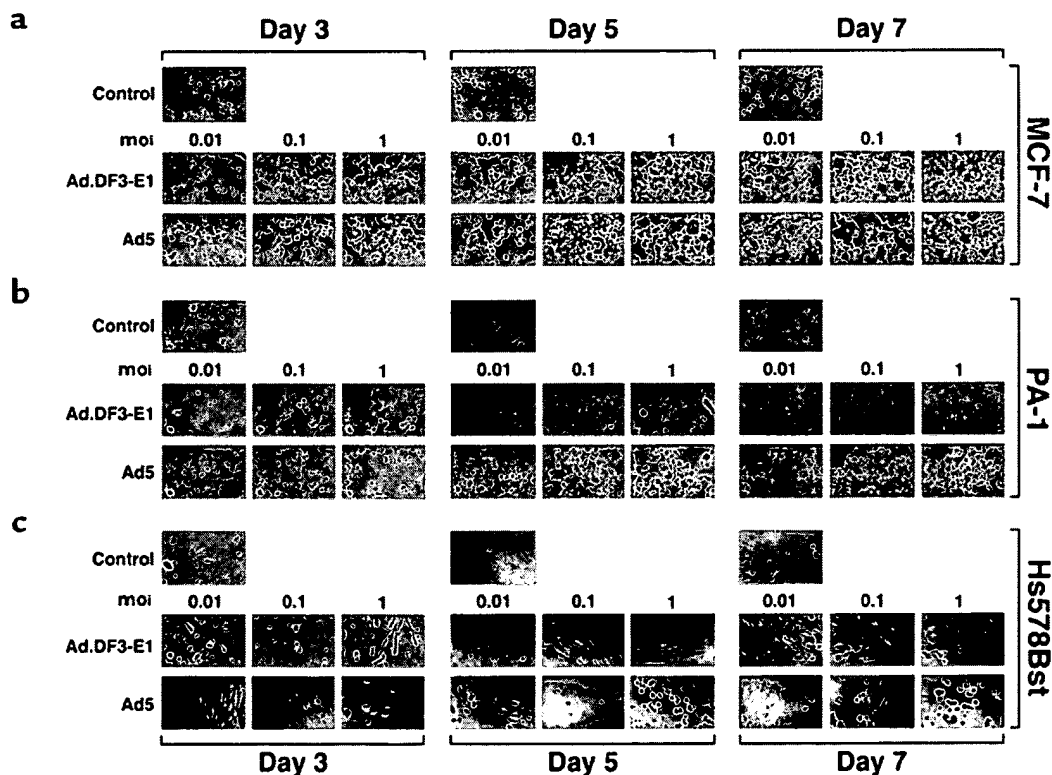 a
Day 3 Day 5 Day 7
Control
moi 0.01 0.1 1 0.01 0.1 1 0.01 0.1 1
Ad.DF3-E1
Ad5
MCF-7
b
Control
moi 0.01 0.1 1 0.01 0.1 1 0.01 0.1 1
Ad.DF3-E1
Ad5
PA-1
c
Control
moi 0.01 0.1 1 0.01 0.1 1 0.01 0.1 1
Ad.DF3-E1
Ad5
Hs578Bst
Day 3 Day 5 Day 7